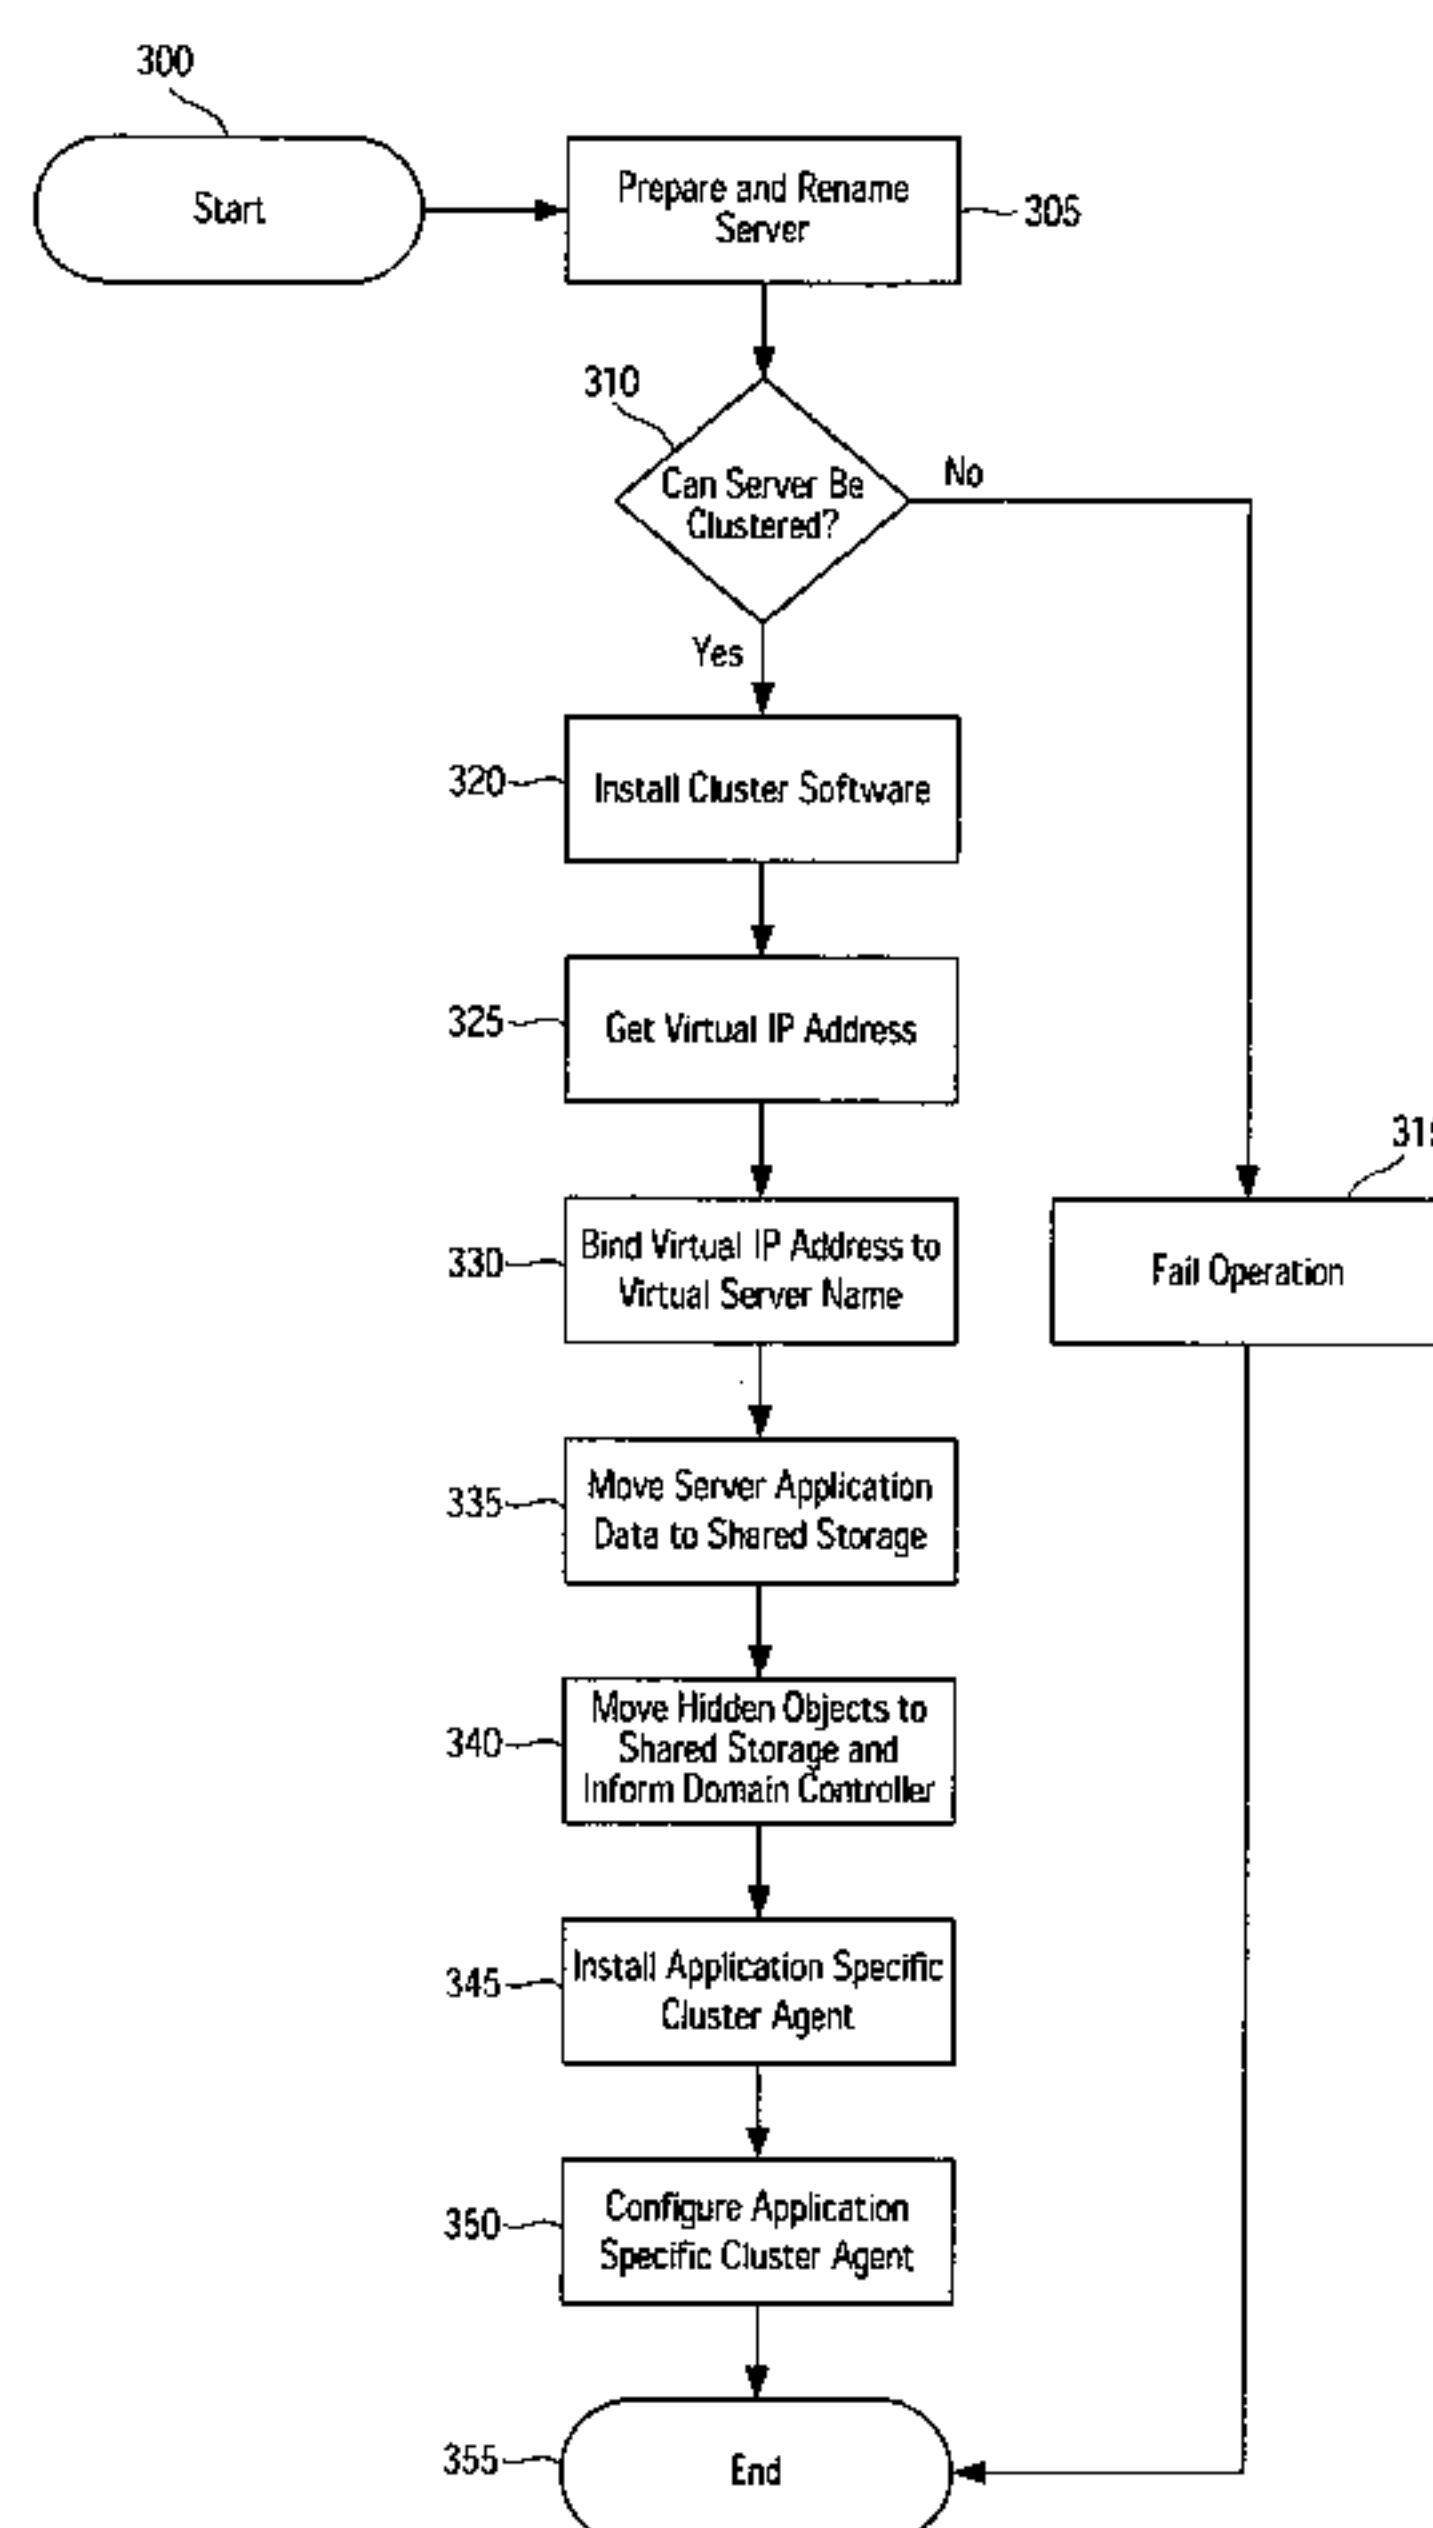 300
Start
Prepare and Rename
Server
305
310
Can Server Be
Clustered?
No
Yes
320
Install Cluster Software
325
Get Virtual IP Address
330
Bind Virtual IP Address to
Virtual Server Name
Fail Operation
335
Move Server Application
Data to Shared Storage
340
Move Hidden Objects to
Shared Storage and
Inform Domain Controller
345
Install Application Specific
Cluster Agent
350
Configure Application
Specific Cluster Agent
355
End